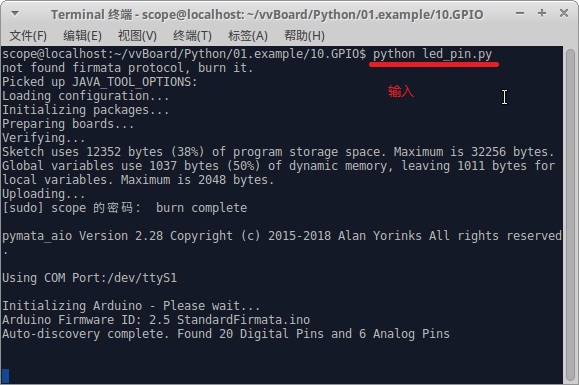 Terminal 终端 - scope@localhost: ~/vvBoard/Python/01.example/10.GPIO
文件(F) 编辑(E) 视图(V) 终端(T) 标签(A) 帮助(H)
scope@localhost:~/vvBoard/Python/01.example/10.GPIO$ python led_pin.py
not found firmata protocol, burn it.
Picked up JAVA_TOOL_OPTIONS:
输入
Loading configuration...
Initializing packages...
Preparing boards...
Verifying...
Sketch uses 12352 bytes (38%) of program storage space. Maximum is 32256 bytes.
Global variables use 1037 bytes (50%) of dynamic memory, leaving 1011 bytes for
local variables. Maximum is 2048 bytes.
Uploading...
[sudo] scope 的密码： burn complete
pymata_aio Version 2.28 Copyright (c) 2015-2018 Alan Yorinks All rights reserved
.
Using COM Port:/dev/ttyS1
Initializing Arduino - Please wait...
Arduino Firmware ID: 2.5 StandardFirmata.ino
Auto-discovery complete. Found 20 Digital Pins and 6 Analog Pins